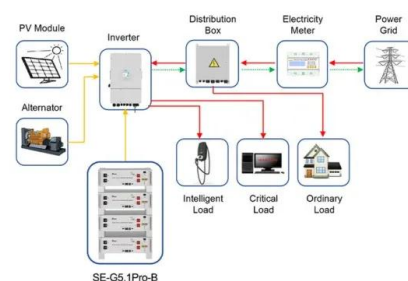 PV Module
Inverter
Distribution
Box
Electricity
Meter
Power
Grid
Alternator
Intelligent
Load
Critical
Load
Ordinary
Load
SE-G5.1Pro-B